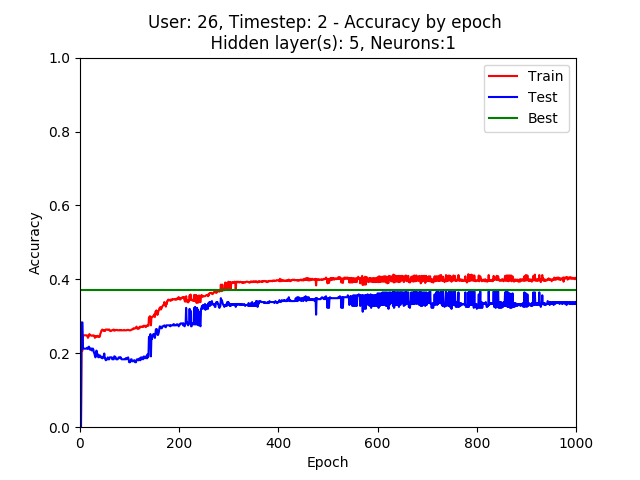 User: 26, Timestep: 2 - Accuracy by epoch
Hidden layer(s): 5, Neurons:1
1.0
0.8
0.6
0.4
0.2
0.0
Accuracy
Train
Test
Best
0 200 400 600 800 1000
Epoch